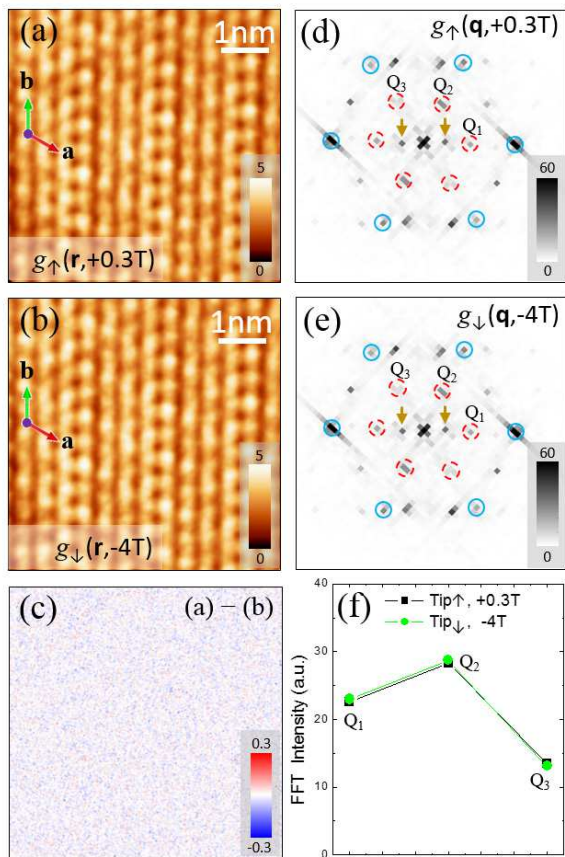 (a)
1nm
b
a
5
0
g↑(r,+0.3T)
(d)
g↑(q,+0.3T)
Q3
Q2
Q1
60
0
(b)
1nm
b
a
5
0
g↓(r,-4T)
(e)
g↓(q,-4T)
Q3
Q2
Q1
60
0
(c)
(a) – (b)
0.3
-0.3
(f)
Tip↑, +0.3T
Tip↓, -4T
Q1
Q2
Q3
40
30
20
10
0
FFT Intensity (a.u.)